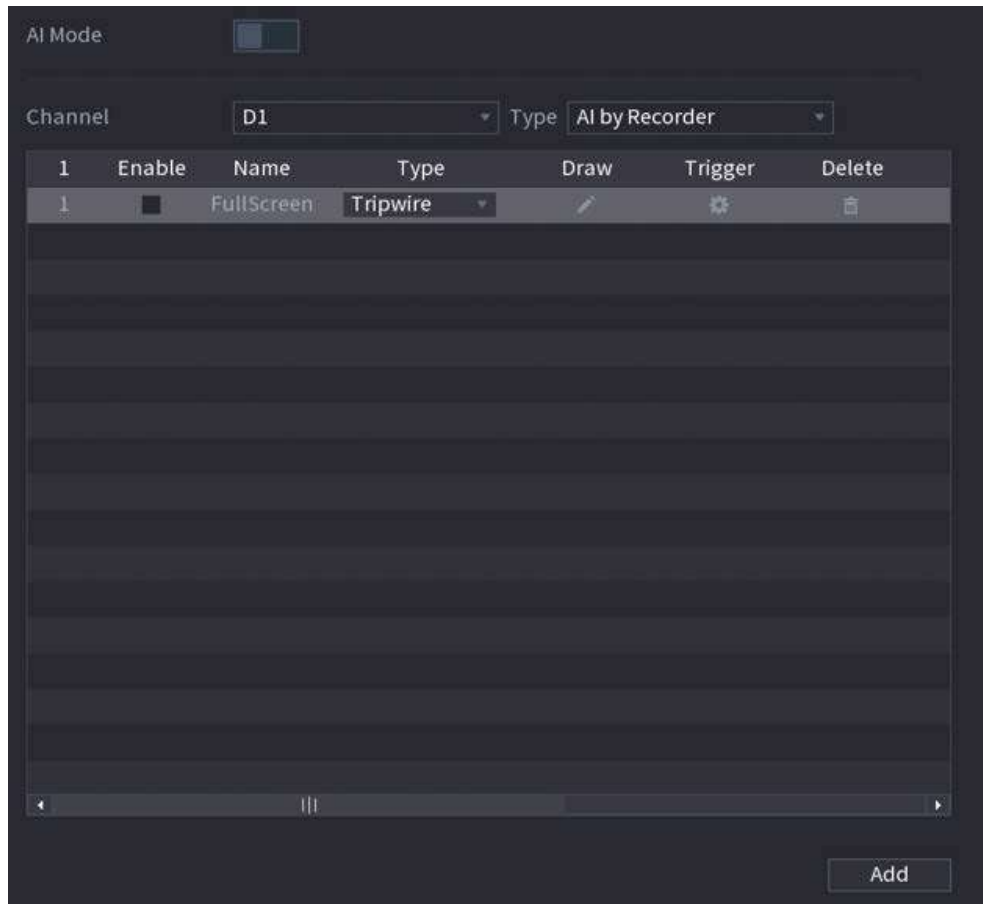 AI Mode
Channel D1 Type AI by Recorder
1 Enable Name Type Draw Trigger Delete
1 FullScreen Tripwire
Add